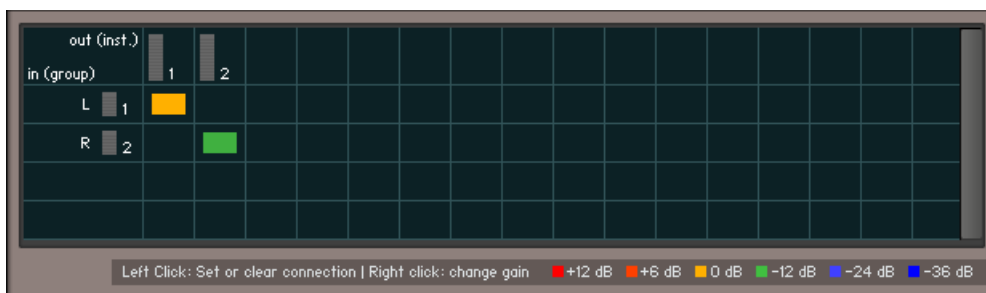 out (inst.)
in (group) 1 2
L 1
R 2
Left Click: Set or clear connection | Right click: change gain +12 dB +6 dB 0 dB -12 dB -24 dB -36 dB